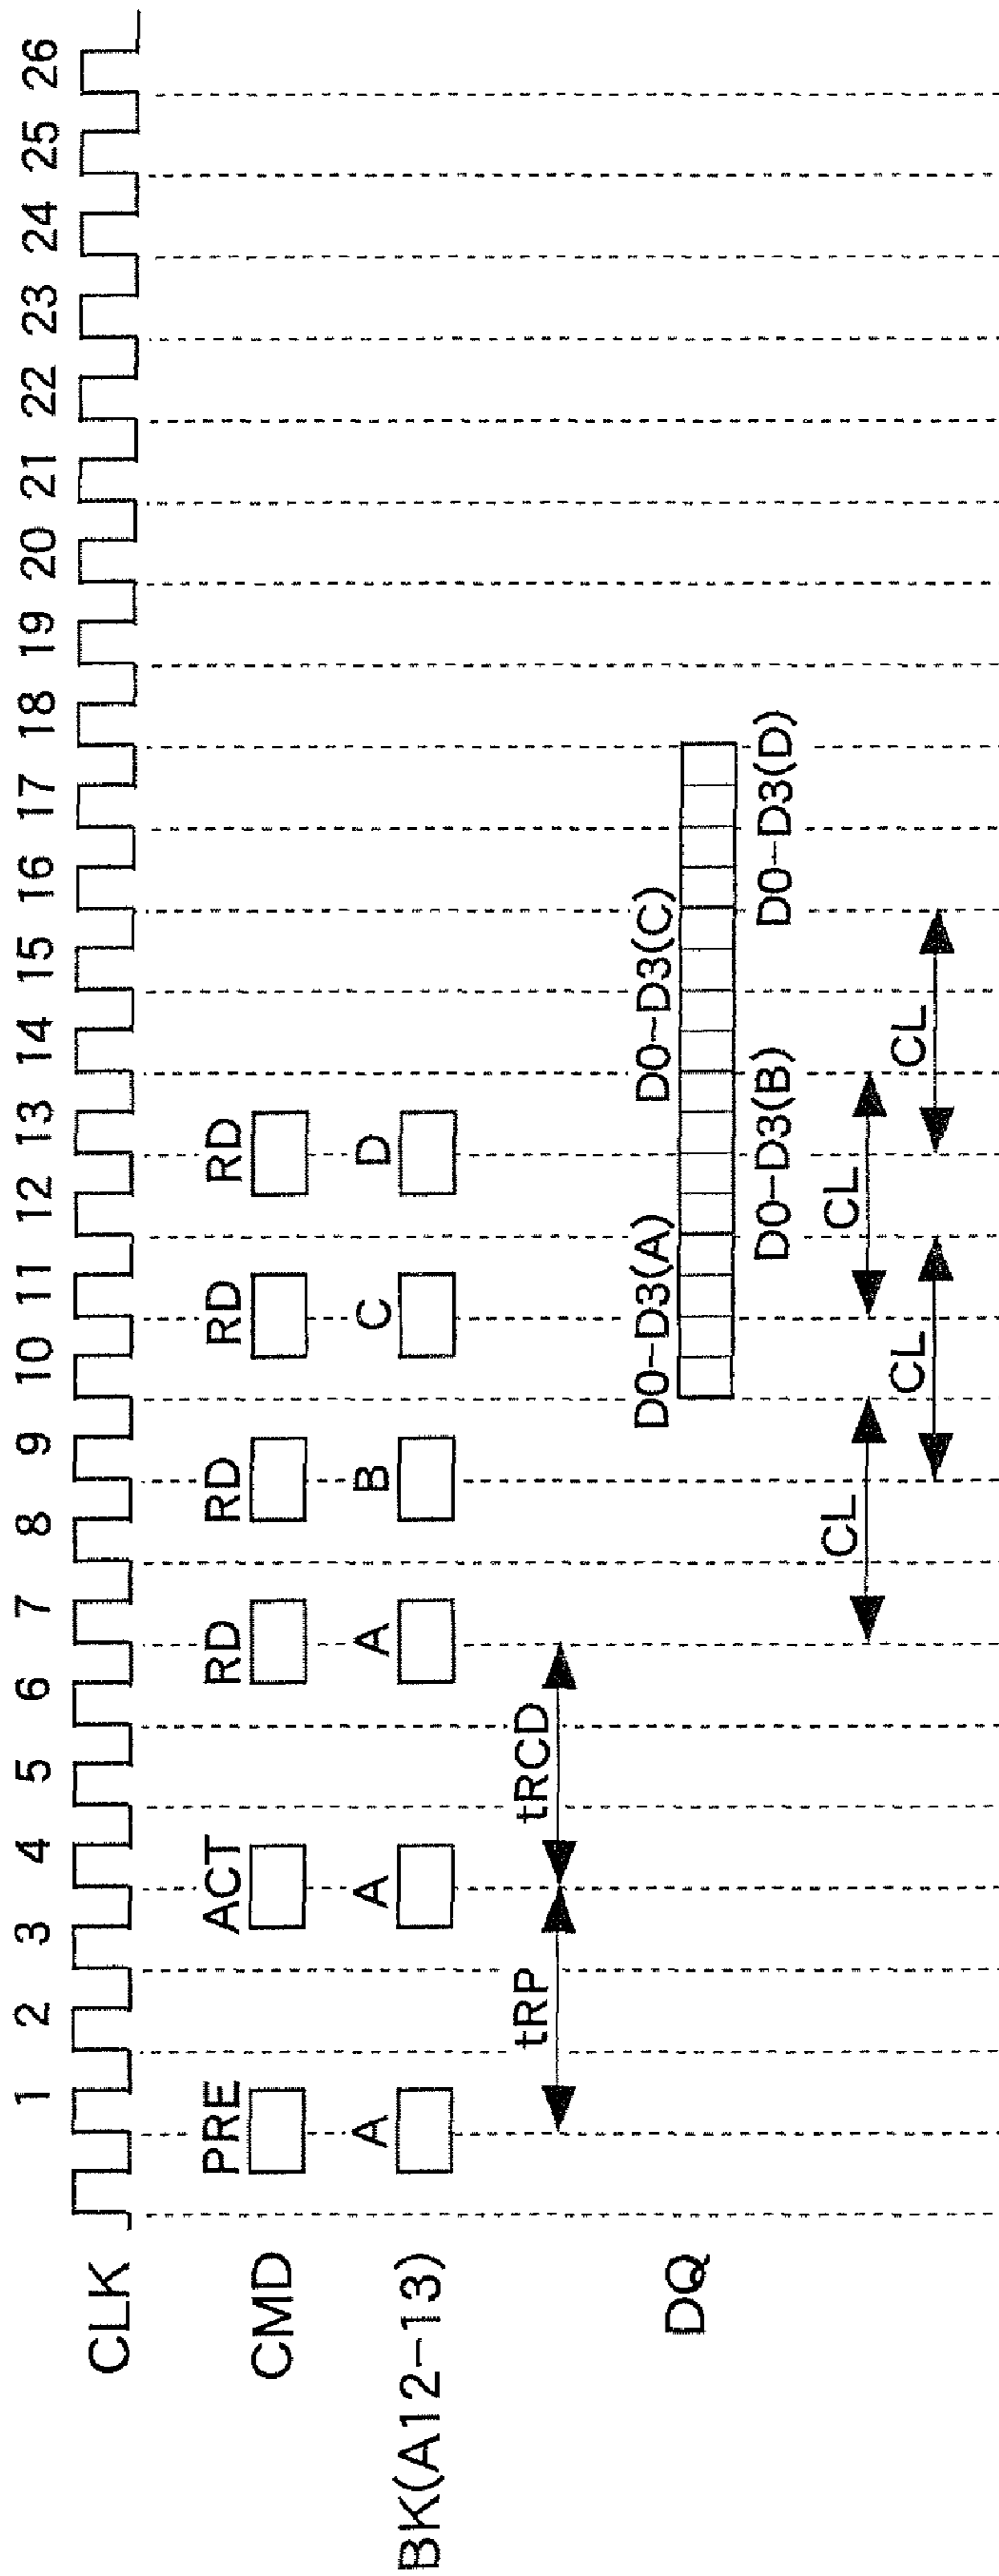 1 2 3 4 5 6 7 8 9 10 11 12 13 14 15 16 17 18 19 20 21 22 23 24 25 26
CLK
PRE ACT RD RD RD RD
CMD
A A A B C D
BK(A12-13)
tRP tRCD
D0-D3(A) D0-D3(C)
DQ
D0-D3(B) D0-D3(D)
CL CL
CL CL